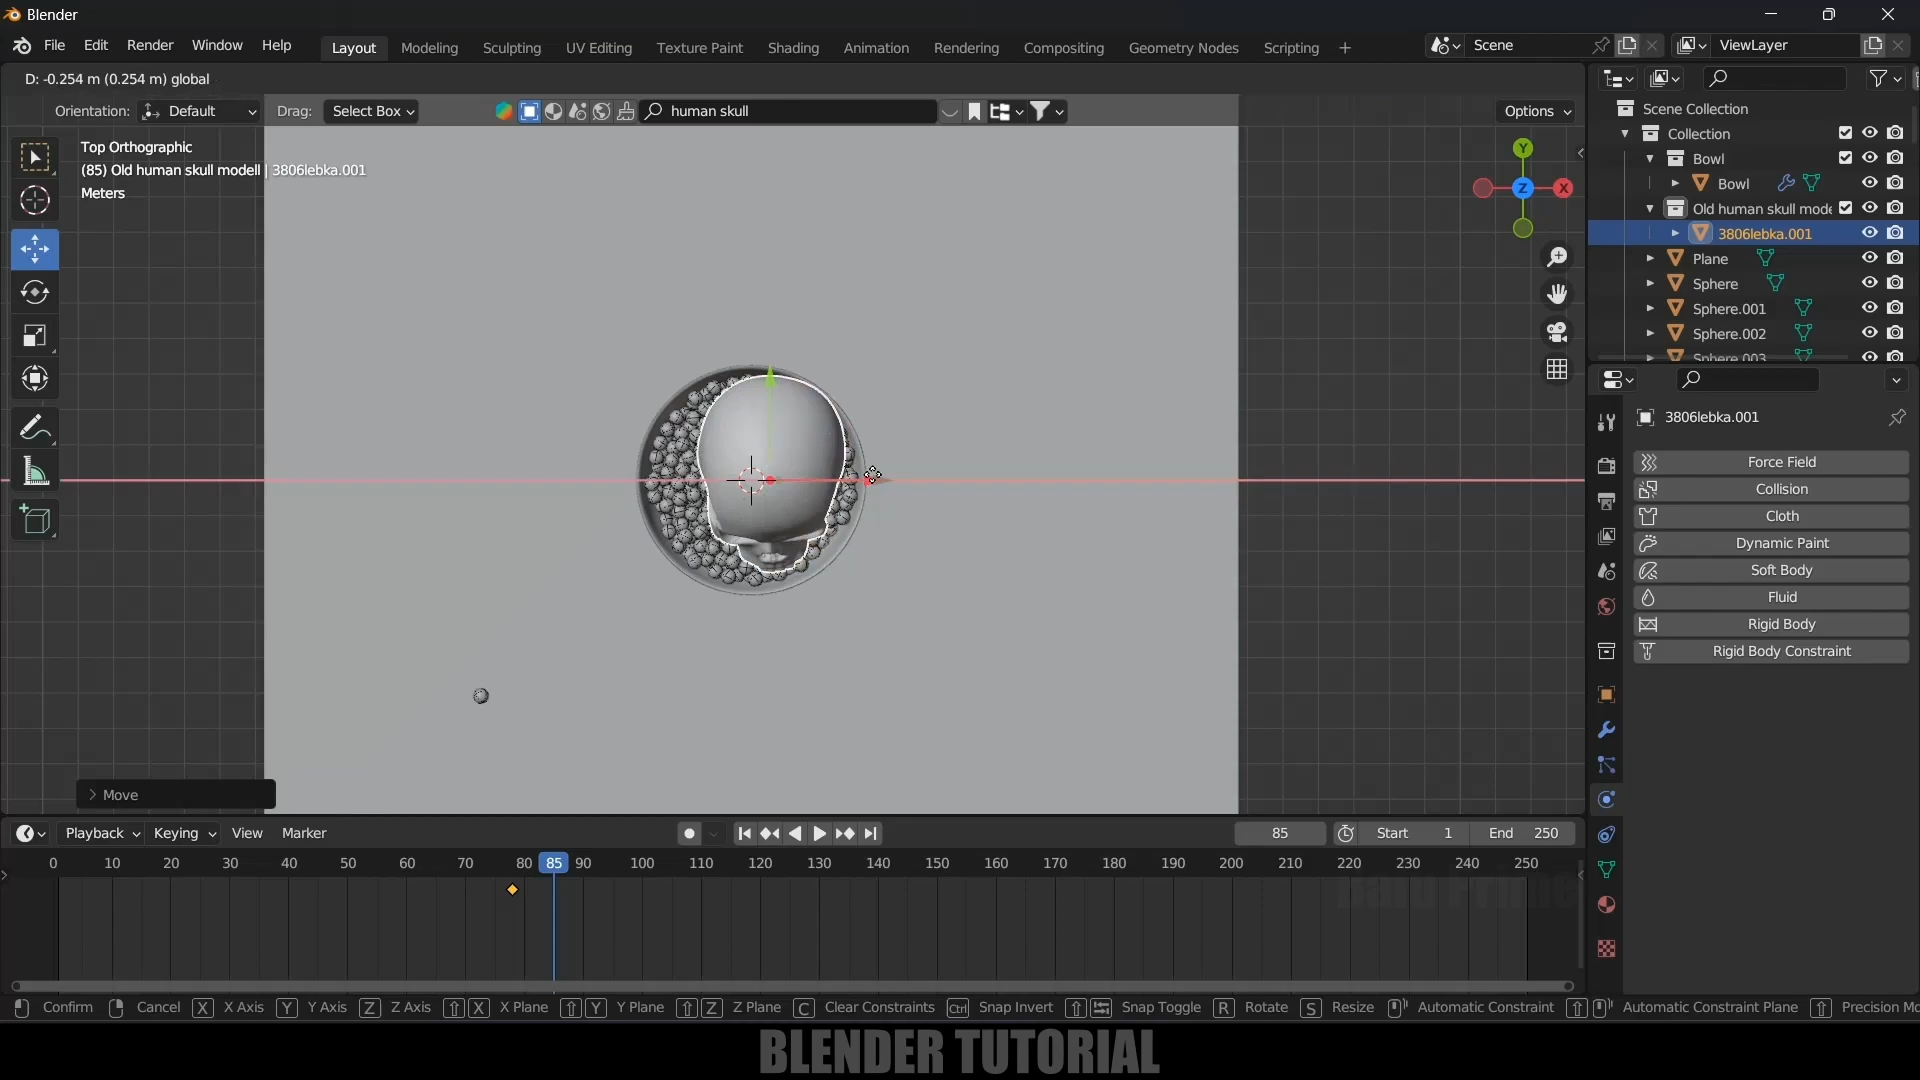 Blender
File Edit Render Window Help Layout Modeling Sculpting UV Editing Texture Paint Shading Animation Rendering Compositing Geometry Nodes Scripting + Scene ViewLayer
D: -0.254 m (0.254 m) global
Orientation: Default Drag: Select Box human skull Options
Top Orthographic
(85) Old human skull modell | 3806lebka.001
Meters
Y
Z
X
Move
Scene Collection
Collection
Bowl
Bowl
Old human skull mode
3806lebka.001
Plane
Sphere
Sphere.001
Sphere.002
Sphere.003
3806lebka.001
Force Field
Collision
Cloth
Dynamic Paint
Soft Body
Fluid
Rigid Body
Rigid Body Constraint
Playback Keying View Marker 85 Start 1 End 250
0 10 20 30 40 50 60 70 80 85 90 100 110 120 130 140 150 160 170 180 190 200 210 220 230 240 250
Confirm Cancel X X Axis Y Y Axis Z Z Axis X X Plane Y Y Plane Z Z Plane C Clear Constraints Ctrl Snap Invert Snap Toggle R Rotate S Resize Automatic Constraint Automatic Constraint Plane Precision Mo
BLENDER TUTORIAL